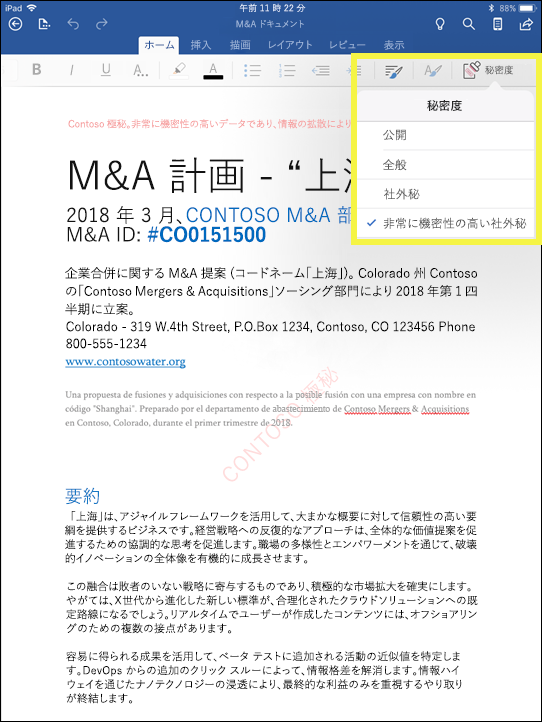 iPad 午前 11 時 22 分 88%
M&A ドキュメント
ホーム 挿入 描画 レイアウト レビュー 表示
B I U A... A 秘密度
秘密度
公開
全般
社外秘
非常に機密性の高い社外秘
Contoso 極秘。非常に機密性の高いデータであり、情報の拡散により
M&A 計画 - “上
2018 年 3 月、CONTOSO M&A 部
M&A ID: #CO0151500
企業合併に関する M&A 提案 (コードネーム「上海」)。Colorado 州 Contoso
の「Contoso Mergers & Acquisitions」ソーシング部門により 2018 年第 1 四
半期に立案。
Colorado - 319 W.4th Street, P.O.Box 1234, Contoso, CO 123456 Phone
800-555-1234
www.contosowater.org
Una propuesta de fusiones y adquisiciones con respecto a la posible fusión con una empresa con nombre en
código "Shanghai". Preparado por el departamento de abastecimiento de Contoso Mergers & Acquisitions
en Contoso, Colorado, durante el primer trimestre de 2018.
CONTOSO 極秘
要約
「上海」は、アジャイルフレームワークを活用して、大まかな概要に対して信頼性の高い要
綱を提供するビジネスです。経営戦略への反復的なアプローチは、全体的な価値提案を促
進するための協調的な思考を促進します。職場の多様性とエンパワーメントを通じて、破壊
的イノベーションの全体像を有機的に成長させます。
この融合は敗者のいない戦略に寄与するものであり、積極的な市場拡大を確実にします。
やがては、X世代から進化した新しい標準が、合理化されたクラウドソリューションへの既
定路線になるでしょう。リアルタイムでユーザーが作成したコンテンツには、オフショアリン
グのための複数の接点があります。
容易に得られる成果を活用して、ベータ テストに追加される活動の近似値を特定しま
す。DevOps からの追加のクリック スルーによって、情報格差を解消します。情報ハイ
ウェイを通じたナノテクノロジーの浸透により、最終的な利益のみを重視するやり取り
が終結します。